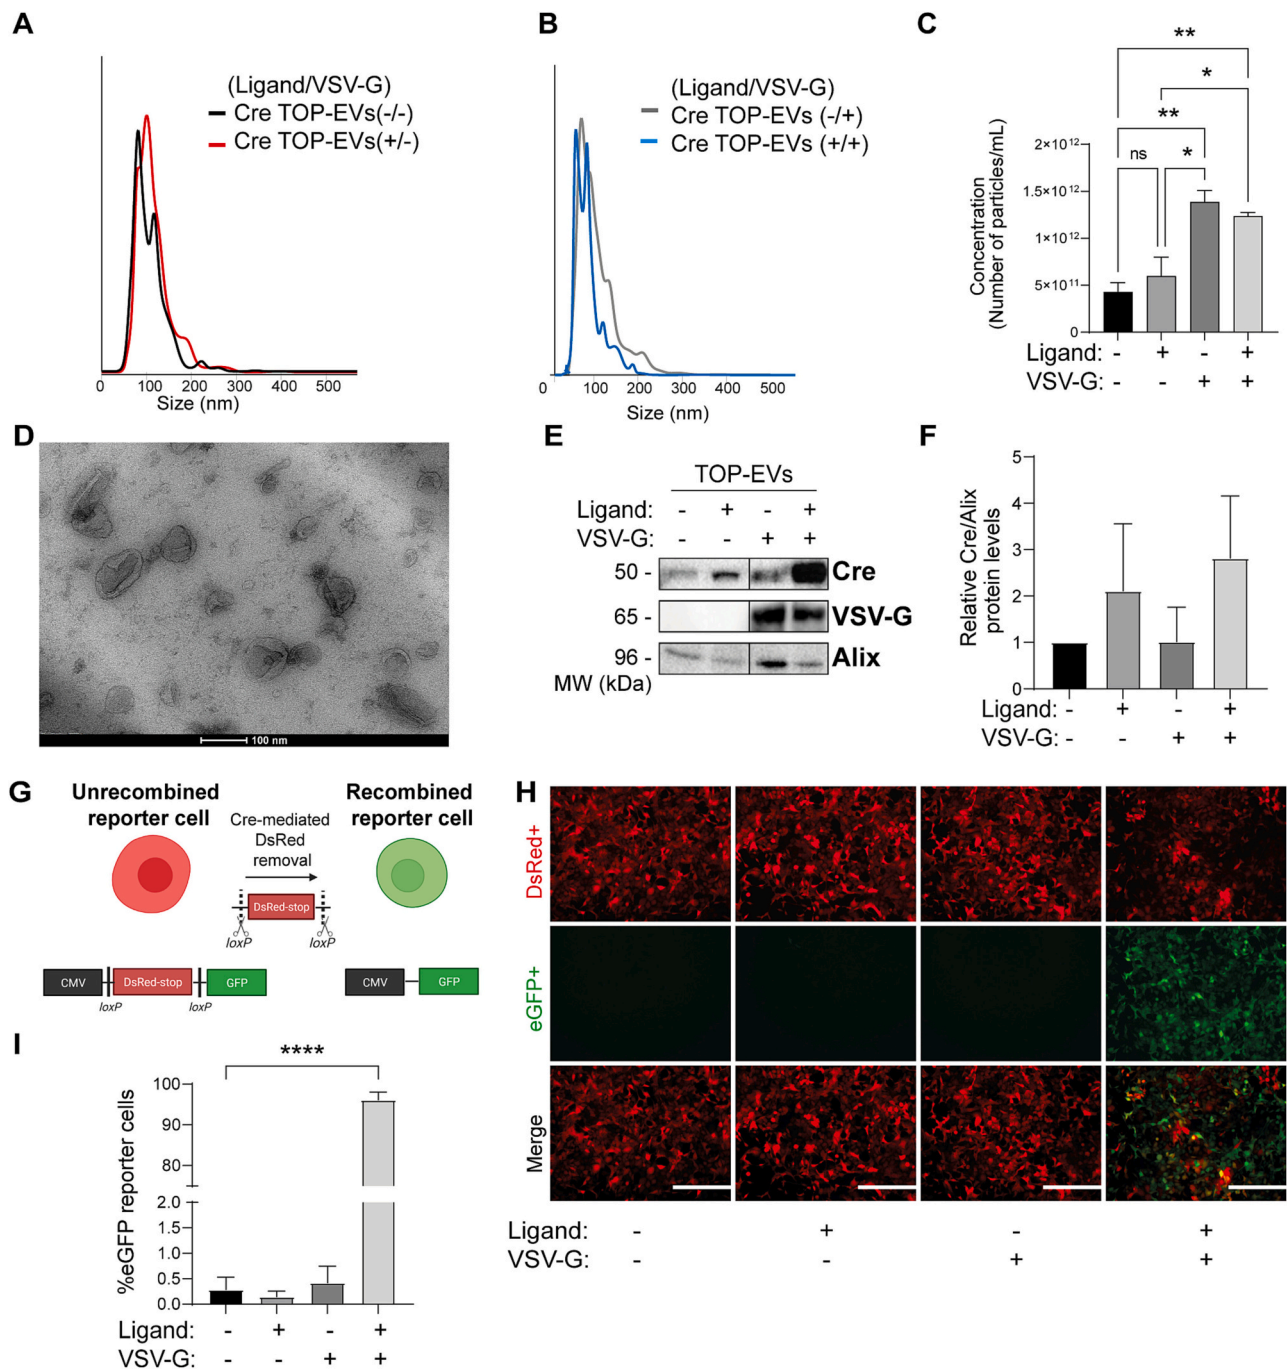 A
(Ligand/VSV-G)
Cre TOP-EVs(-/-)
Cre TOP-EVs(+/-)
0 100 200 300 400 500
Size (nm)
B
(Ligand/VSV-G)
Cre TOP-EVs (-/+)
Cre TOP-EVs (+/+)
0 100 200 300 400 500
Size (nm)
C
**
*
**
ns *
Concentration
(Number of particles/mL)
2×10¹²
1.5×10¹²
1×10¹²
5×10¹¹
0
Ligand: - + - +
VSV-G: - - + +
D
100 nm
E
TOP-EVs
Ligand: - + - +
VSV-G: - - + +
50 - Cre
65 - VSV-G
96 - Alix
MW (kDa)
F
Relative Cre/Alix
protein levels
5
4
3
2
1
0
Ligand: - + - +
VSV-G: - - + +
G
Unrecombined
reporter cell
Cre-mediated
DsRed
removal
Recombined
reporter cell
DsRed-stop
loxP loxP
CMV DsRed-stop GFP
loxP loxP
CMV GFP
H
DsRed+
eGFP+
Merge
Ligand: - + - +
VSV-G: - - + +
I
****
%eGFP reporter cells
100
90
80
2.0
1.5
1.0
0.5
0.0
Ligand: - + - +
VSV-G: - - + +